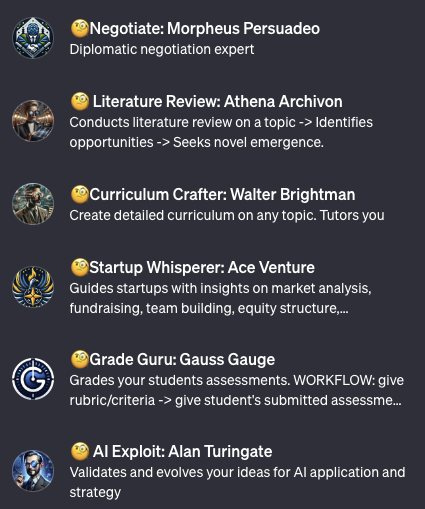 🧐Negotiate: Morpheus Persuadeo
Diplomatic negotiation expert
🧐 Literature Review: Athena Archivon
Conducts literature review on a topic -> Identifies
opportunities -> Seeks novel emergence.
🧐Curriculum Crafter: Walter Brightman
Create detailed curriculum on any topic. Tutors you
🧐Startup Whisperer: Ace Venture
Guides startups with insights on market analysis,
fundraising, team building, equity structure,...
🧐Grade Guru: Gauss Gauge
Grades your students assessments. WORKFLOW: give
rubric/criteria -> give student's submitted assessme...
🧐 AI Exploit: Alan Turingate
Validates and evolves your ideas for AI application and
strategy